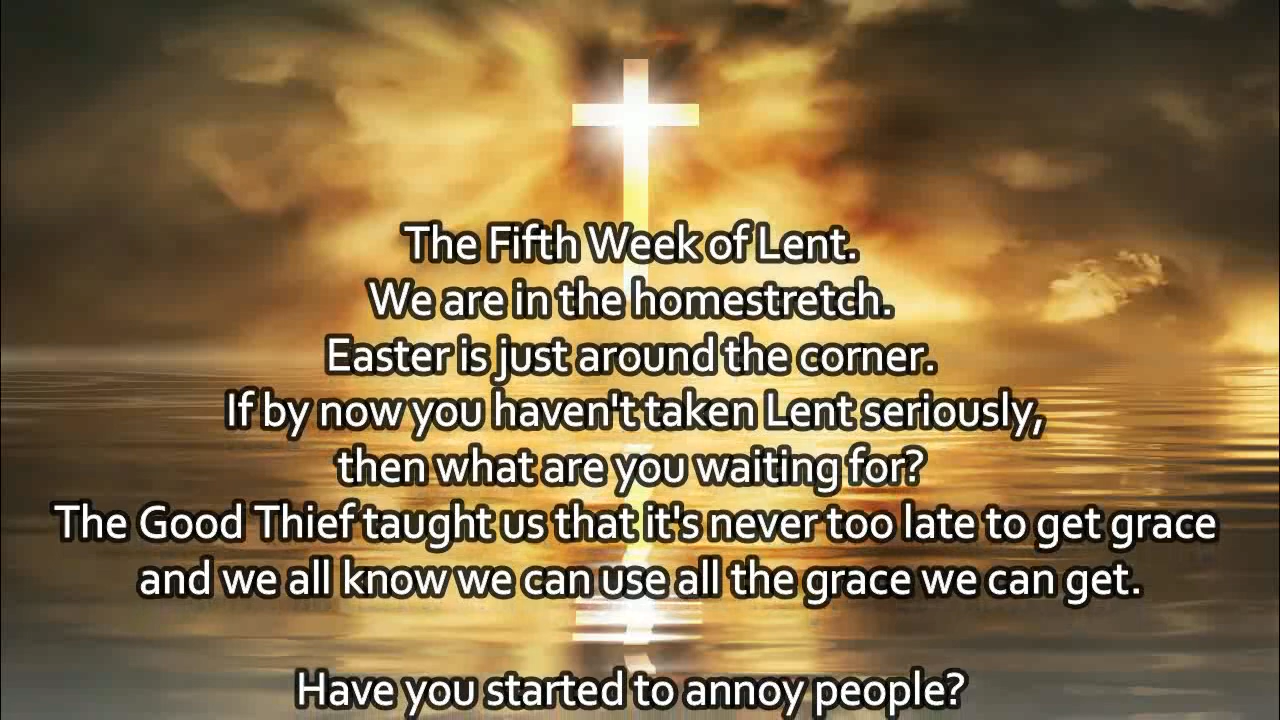 The Fifth Week of Lent.
We are in the homestretch.
Easter is just around the corner.
If by now you haven't taken Lent seriously,
then what are you waiting for?
The Good Thief taught us that it's never too late to get grace
and we all know we can use all the grace we can get.
Have you started to annoy people?